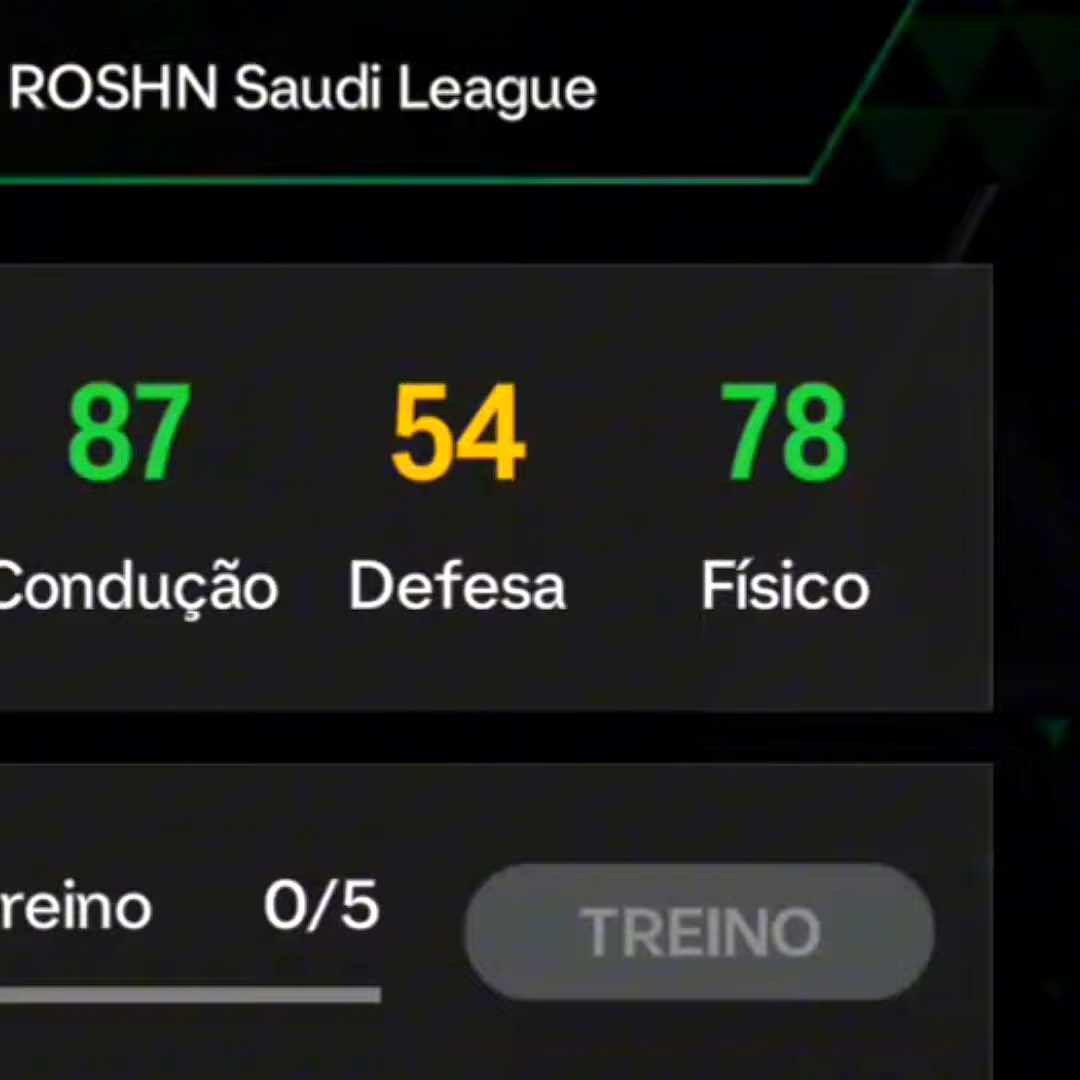 ROSHN Saudi League
87 54 78
Condução Defesa Físico
reino 0/5 TREINO